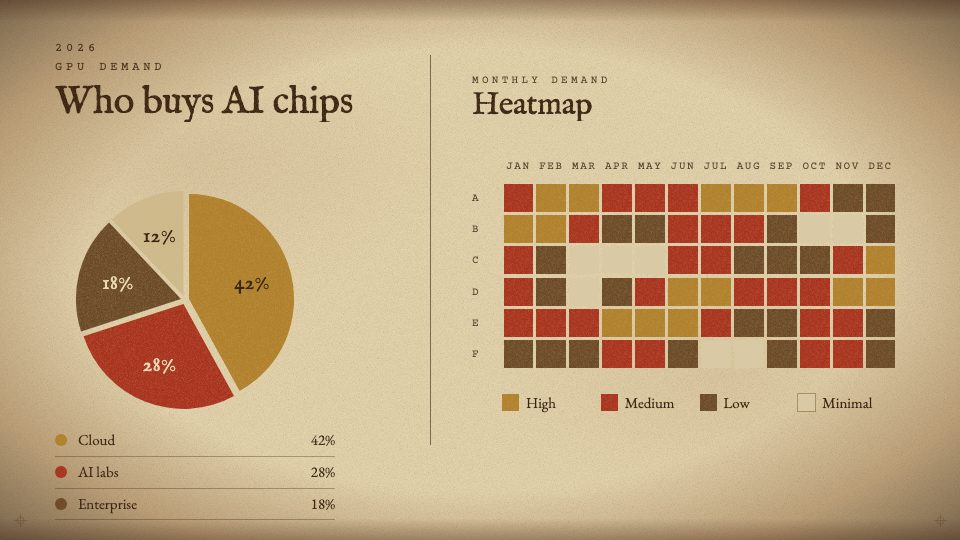 2026
GPU DEMAND
Who buys AI chips
12%
42%
18%
28%
Cloud 42%
AI labs 28%
Enterprise 18%
MONTHLY DEMAND
Heatmap
JAN FEB MAR APR MAY JUN JUL AUG SEP OCT NOV DEC
A
B
C
D
E
F
High Medium Low Minimal